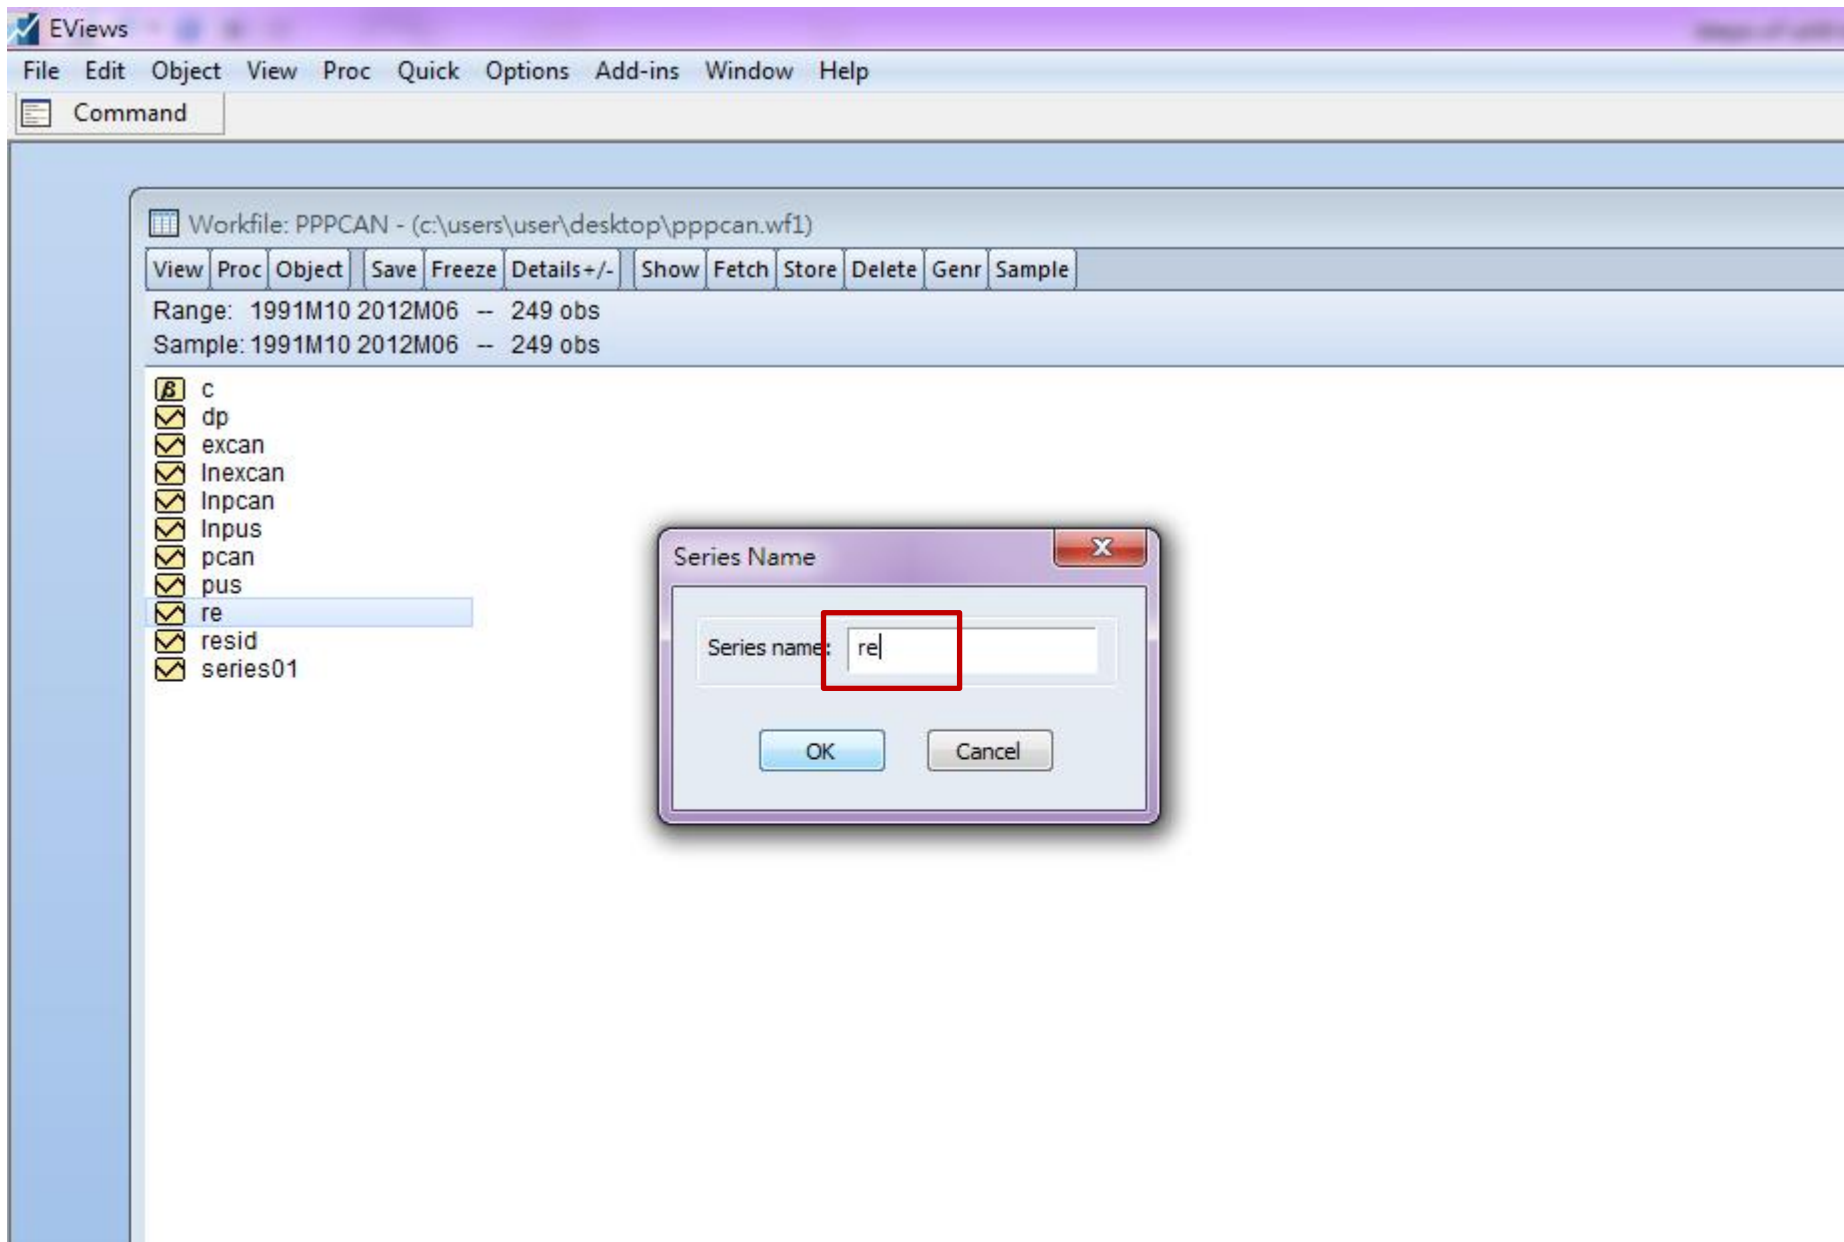 EViews
File Edit Object View Proc Quick Options Add-ins Window Help
Command
Workfile: PPPCAN - (c:\users\user\desktop\pppcan.wf1)
View Proc Object Save Freeze Details+/- Show Fetch Store Delete Genr Sample
Range: 1991M10 2012M06 -- 249 obs
Sample: 1991M10 2012M06 -- 249 obs
β c
dp
excan
lnexcan
lnpcan
lnpus
pcan
pus
re
resid
series01
Series Name
Series name: re
OK Cancel